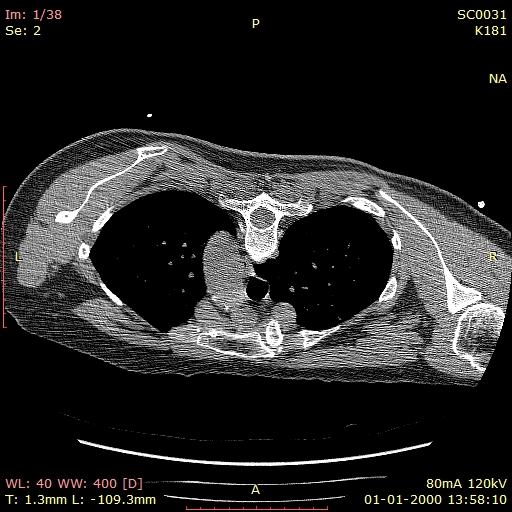 Im: 1/38
Se: 2
P
SC0031
K181
NA
L
R
WL: 40 WW: 400 [D]
T: 1.3mm L: -109.3mm
A
80mA 120kV
01-01-2000 13:58:10